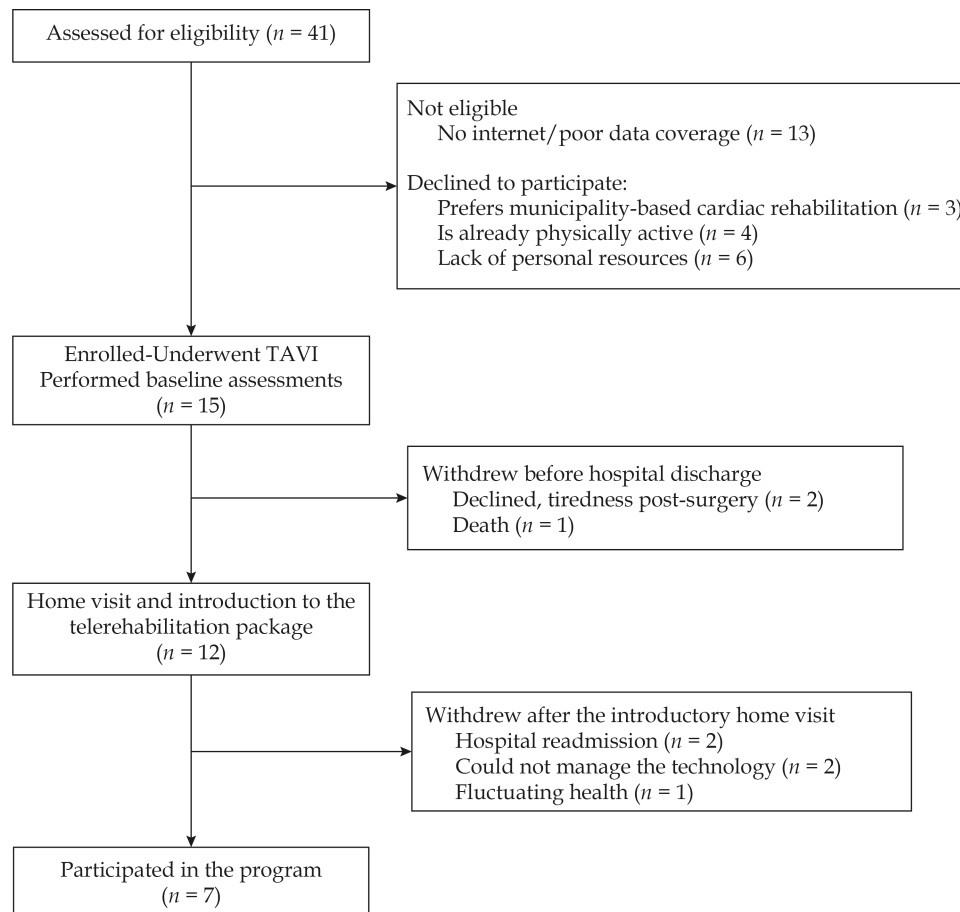 Assessed for eligibility (n = 41)
Not eligible
No internet/poor data coverage (n = 13)
Declined to participate:
Prefers municipality-based cardiac rehabilitation (n = 3)
Is already physically active (n = 4)
Lack of personal resources (n = 6)
Enrolled-Underwent TAVI
Performed baseline assessments
(n = 15)
Withdrew before hospital discharge
Declined, tiredness post-surgery (n = 2)
Death (n = 1)
Home visit and introduction to the
telerehabilitation package
(n = 12)
Withdrew after the introductory home visit
Hospital readmission (n = 2)
Could not manage the technology (n = 2)
Fluctuating health (n = 1)
Participated in the program
(n = 7)